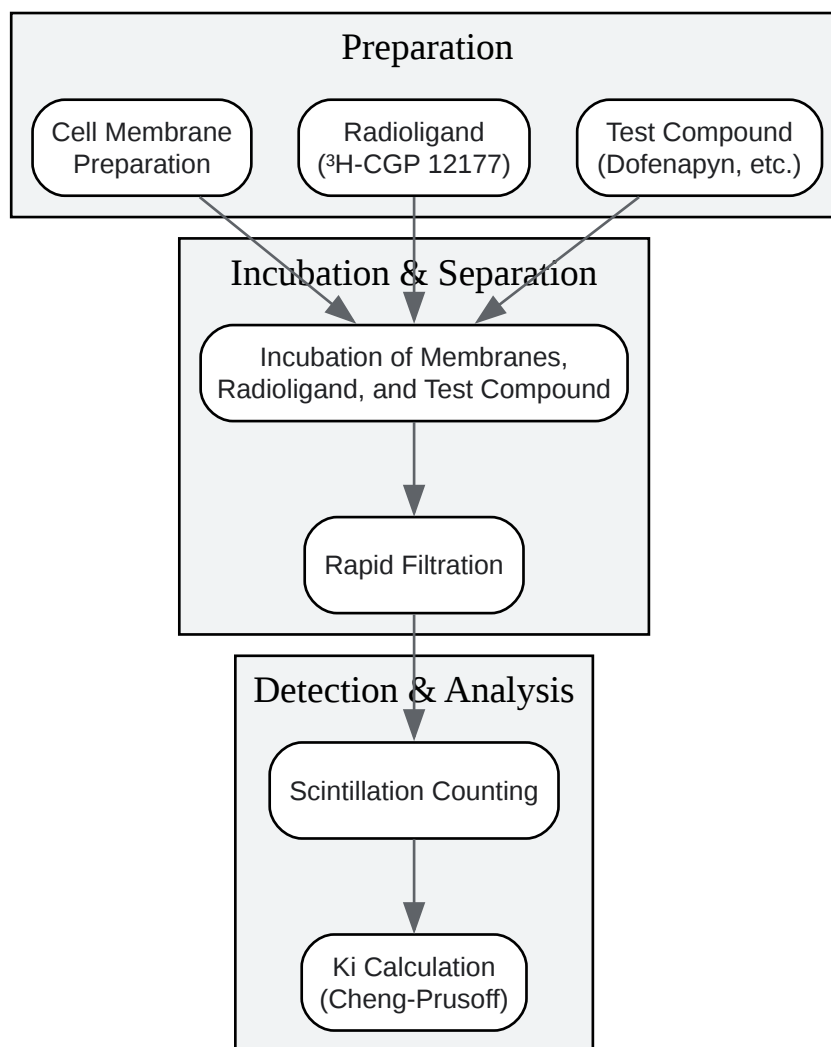 Preparation
Cell Membrane
Preparation
Radioligand
(³H-CGP 12177)
Test Compound
(Dofenapyn, etc.)
Incubation & Separation
Incubation of Membranes,
Radioligand, and Test Compound
Rapid Filtration
Detection & Analysis
Scintillation Counting
Ki Calculation
(Cheng-Prusoff)